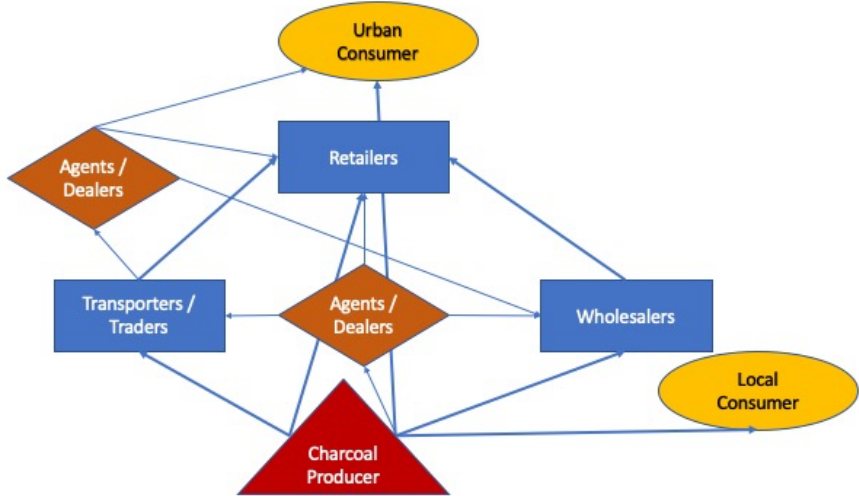 Urban
Consumer
Agents /
Dealers
Retailers
Transporters /
Traders
Agents /
Dealers
Wholesalers
Local
Consumer
Charcoal
Producer